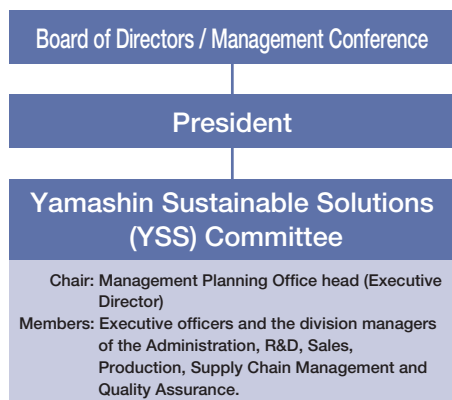 Board of Directors / Management Conference
President
Yamashin Sustainable Solutions
(YSS) Committee
Chair: Management Planning Office head (Executive
Director)
Members: Executive officers and the division managers
of the Administration, R&D, Sales,
Production, Supply Chain Management and
Quality Assurance.